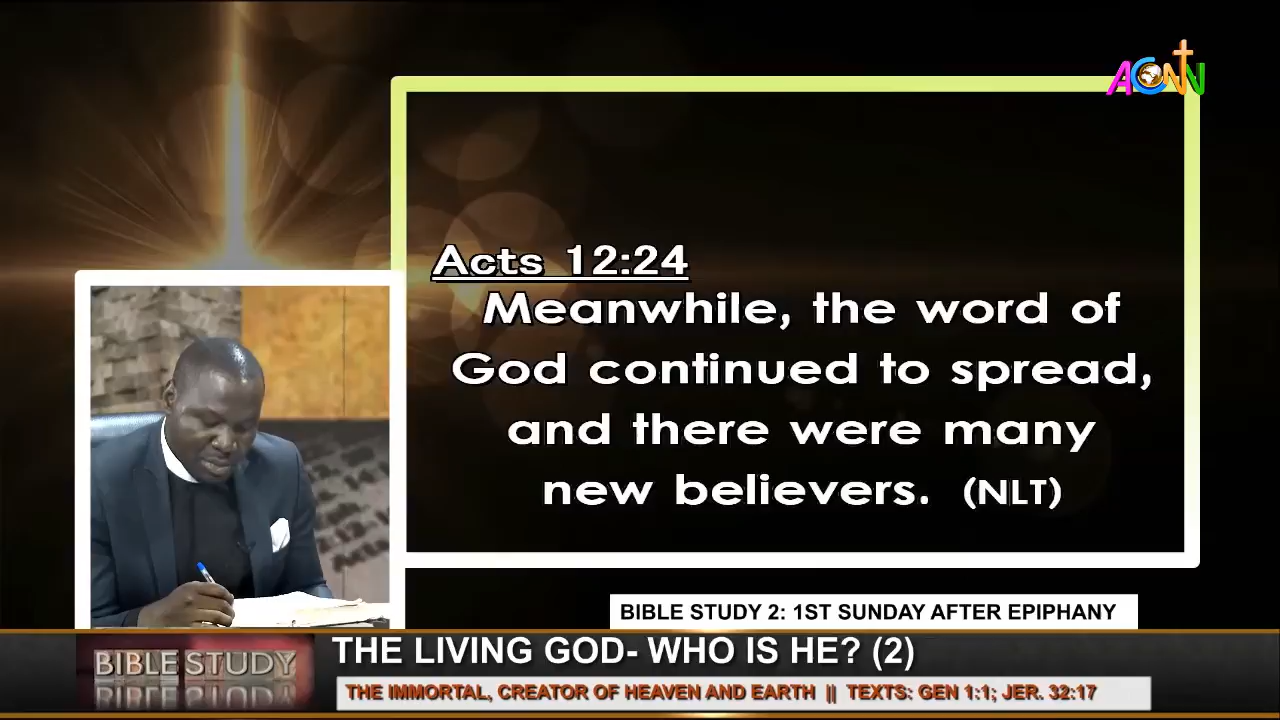 ACNN
Acts 12:24
Meanwhile, the word of
God continued to spread,
and there were many
new believers. (NLT)
BIBLE STUDY 2: 1ST SUNDAY AFTER EPIPHANY
BIBLE STUDY
THE LIVING GOD- WHO IS HE? (2)
THE IMMORTAL, CREATOR OF HEAVEN AND EARTH || TEXTS: GEN 1:1; JER. 32:17